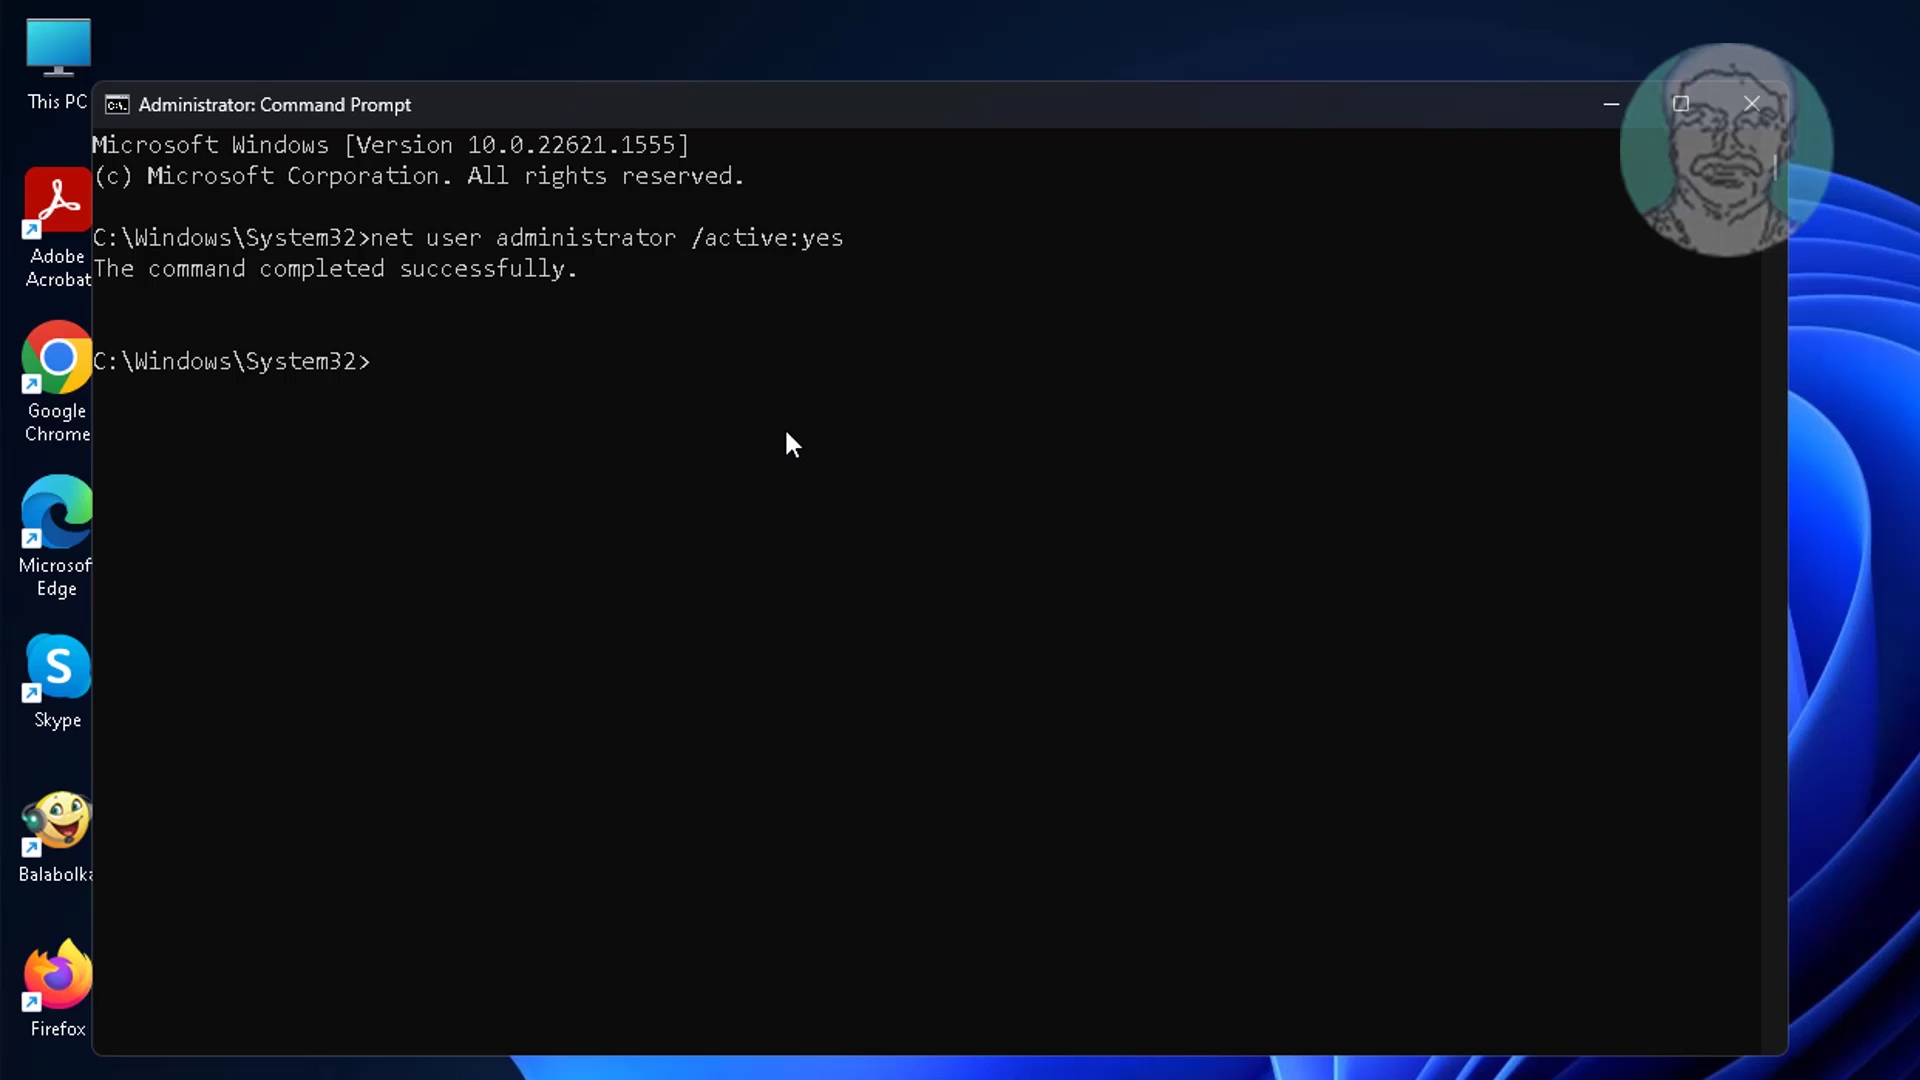 This PC
Administrator: Command Prompt
Microsoft Windows [Version 10.0.22621.1555]
(c) Microsoft Corporation. All rights reserved.
C:\Windows\System32>net user administrator /active:yes
The command completed successfully.
C:\Windows\System32>
Adobe
Acrobat
Google
Chrome
Microsof
Edge
S
Skype
Balabolka
Firefox